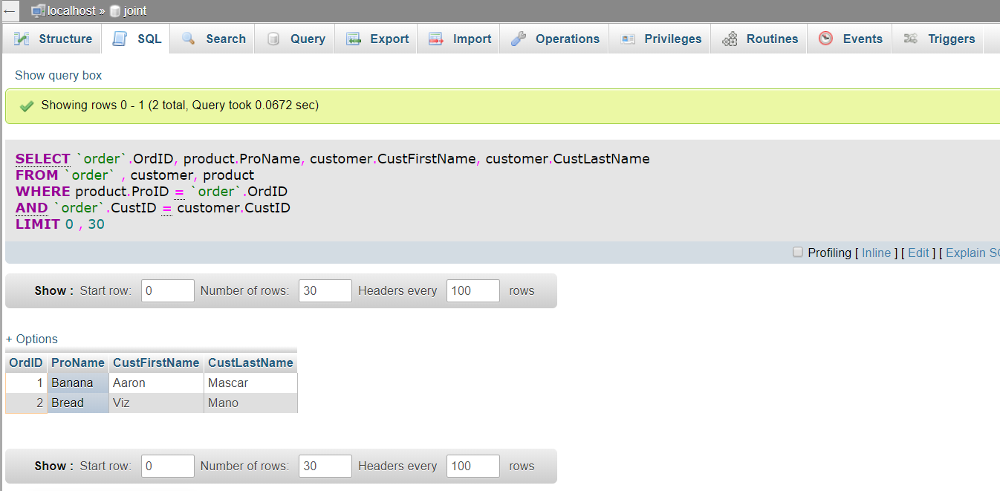 ← localhost » joint
Structure SQL Search Query Export Import Operations Privileges Routines Events Triggers
Show query box
Showing rows 0 - 1 (2 total, Query took 0.0672 sec)
SELECT `order`.OrdID, product.ProName, customer.CustFirstName, customer.CustLastName
FROM `order` , customer, product
WHERE product.ProID = `order`.OrdID
AND `order`.CustID = customer.CustID
LIMIT 0 , 30
Profiling [ Inline ] [ Edit ] [ Explain
Show : Start row: 0 Number of rows: 30 Headers every 100 rows
+ Options
OrdID ProName CustFirstName CustLastName
1 Banana Aaron Mascar
2 Bread Viz Mano
Show : Start row: 0 Number of rows: 30 Headers every 100 rows